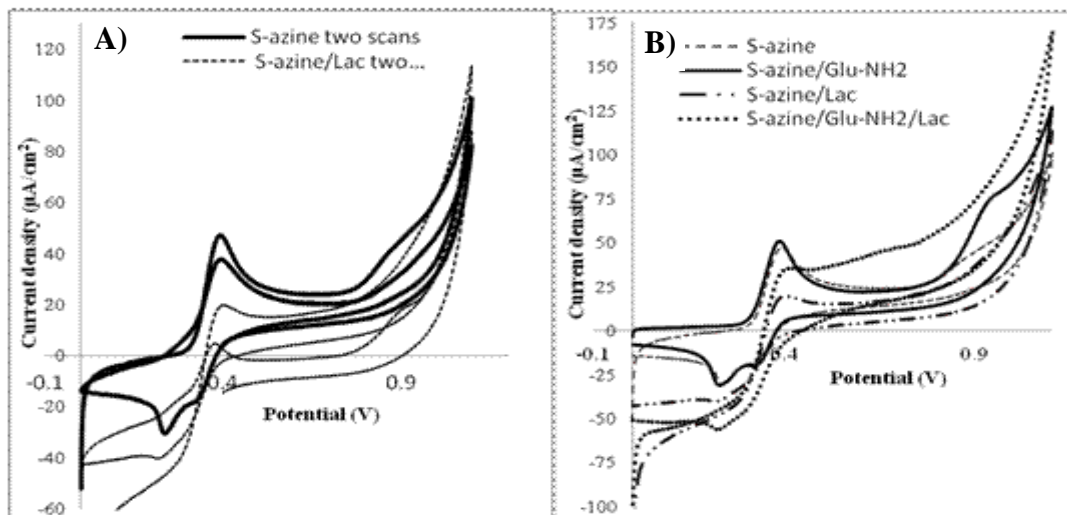 A)
S-azine two scans
S-azine/Lac two...
Current density (µA/cm²)
120
100
80
60
40
20
0
-20
-40
-60
-0.1
0.4
0.9
Potential (V)
B)
S-azine
S-azine/Glu-NH2
S-azine/Lac
S-azine/Glu-NH2/Lac
Current density (µA/cm²)
175
150
125
100
75
50
25
0
-25
-50
-75
-100
-0.1
0.4
0.9
Potential (V)